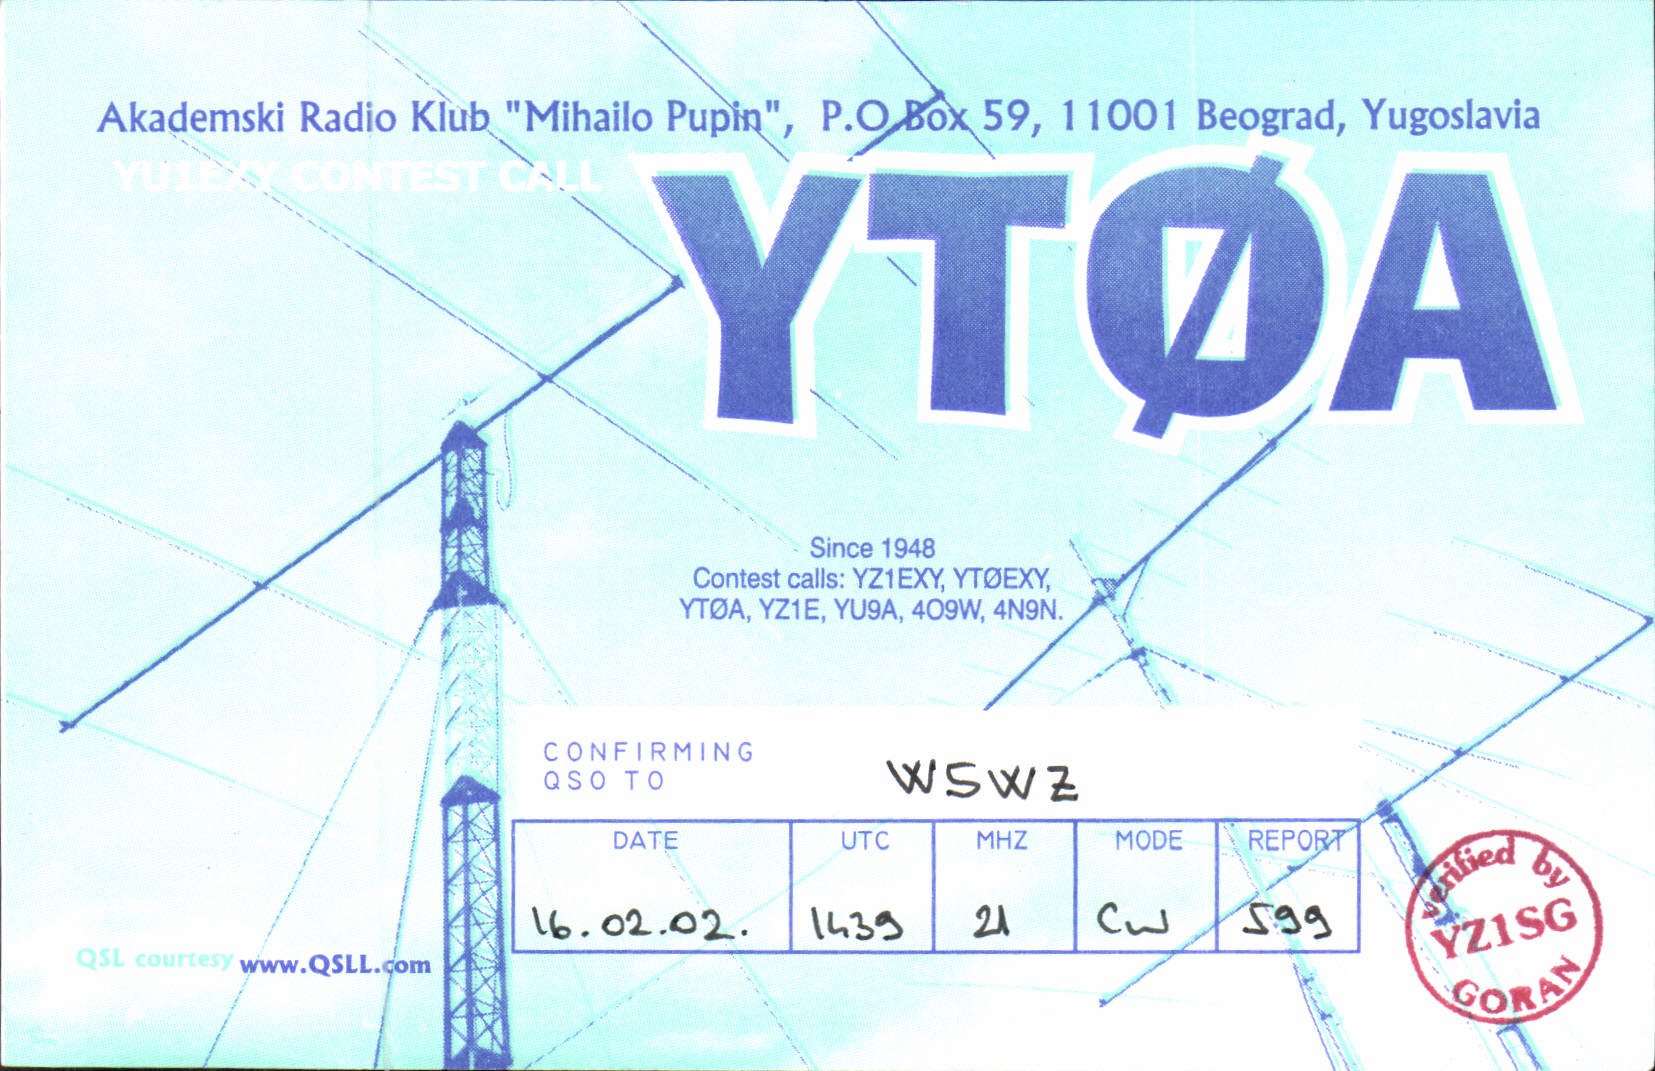 Akademski Radio Klub "Mihailo Pupin", P.O.Box 59, 11001 Beograd, Yugoslavia
YU1EXY CONTEST CALL
YTØA
Since 1948
Contest calls: YZ1EXY, YTØEXY,
YTØA, YZ1E, YU9A, 4O9W, 4N9N.
CONFIRMING
QSO TO W5WZ
DATE UTC MHZ MODE REPORT
16.02.02. 1439 21 CW 599
verified by
YZ1SG
GORAN
QSL courtesy www.QSLL.com